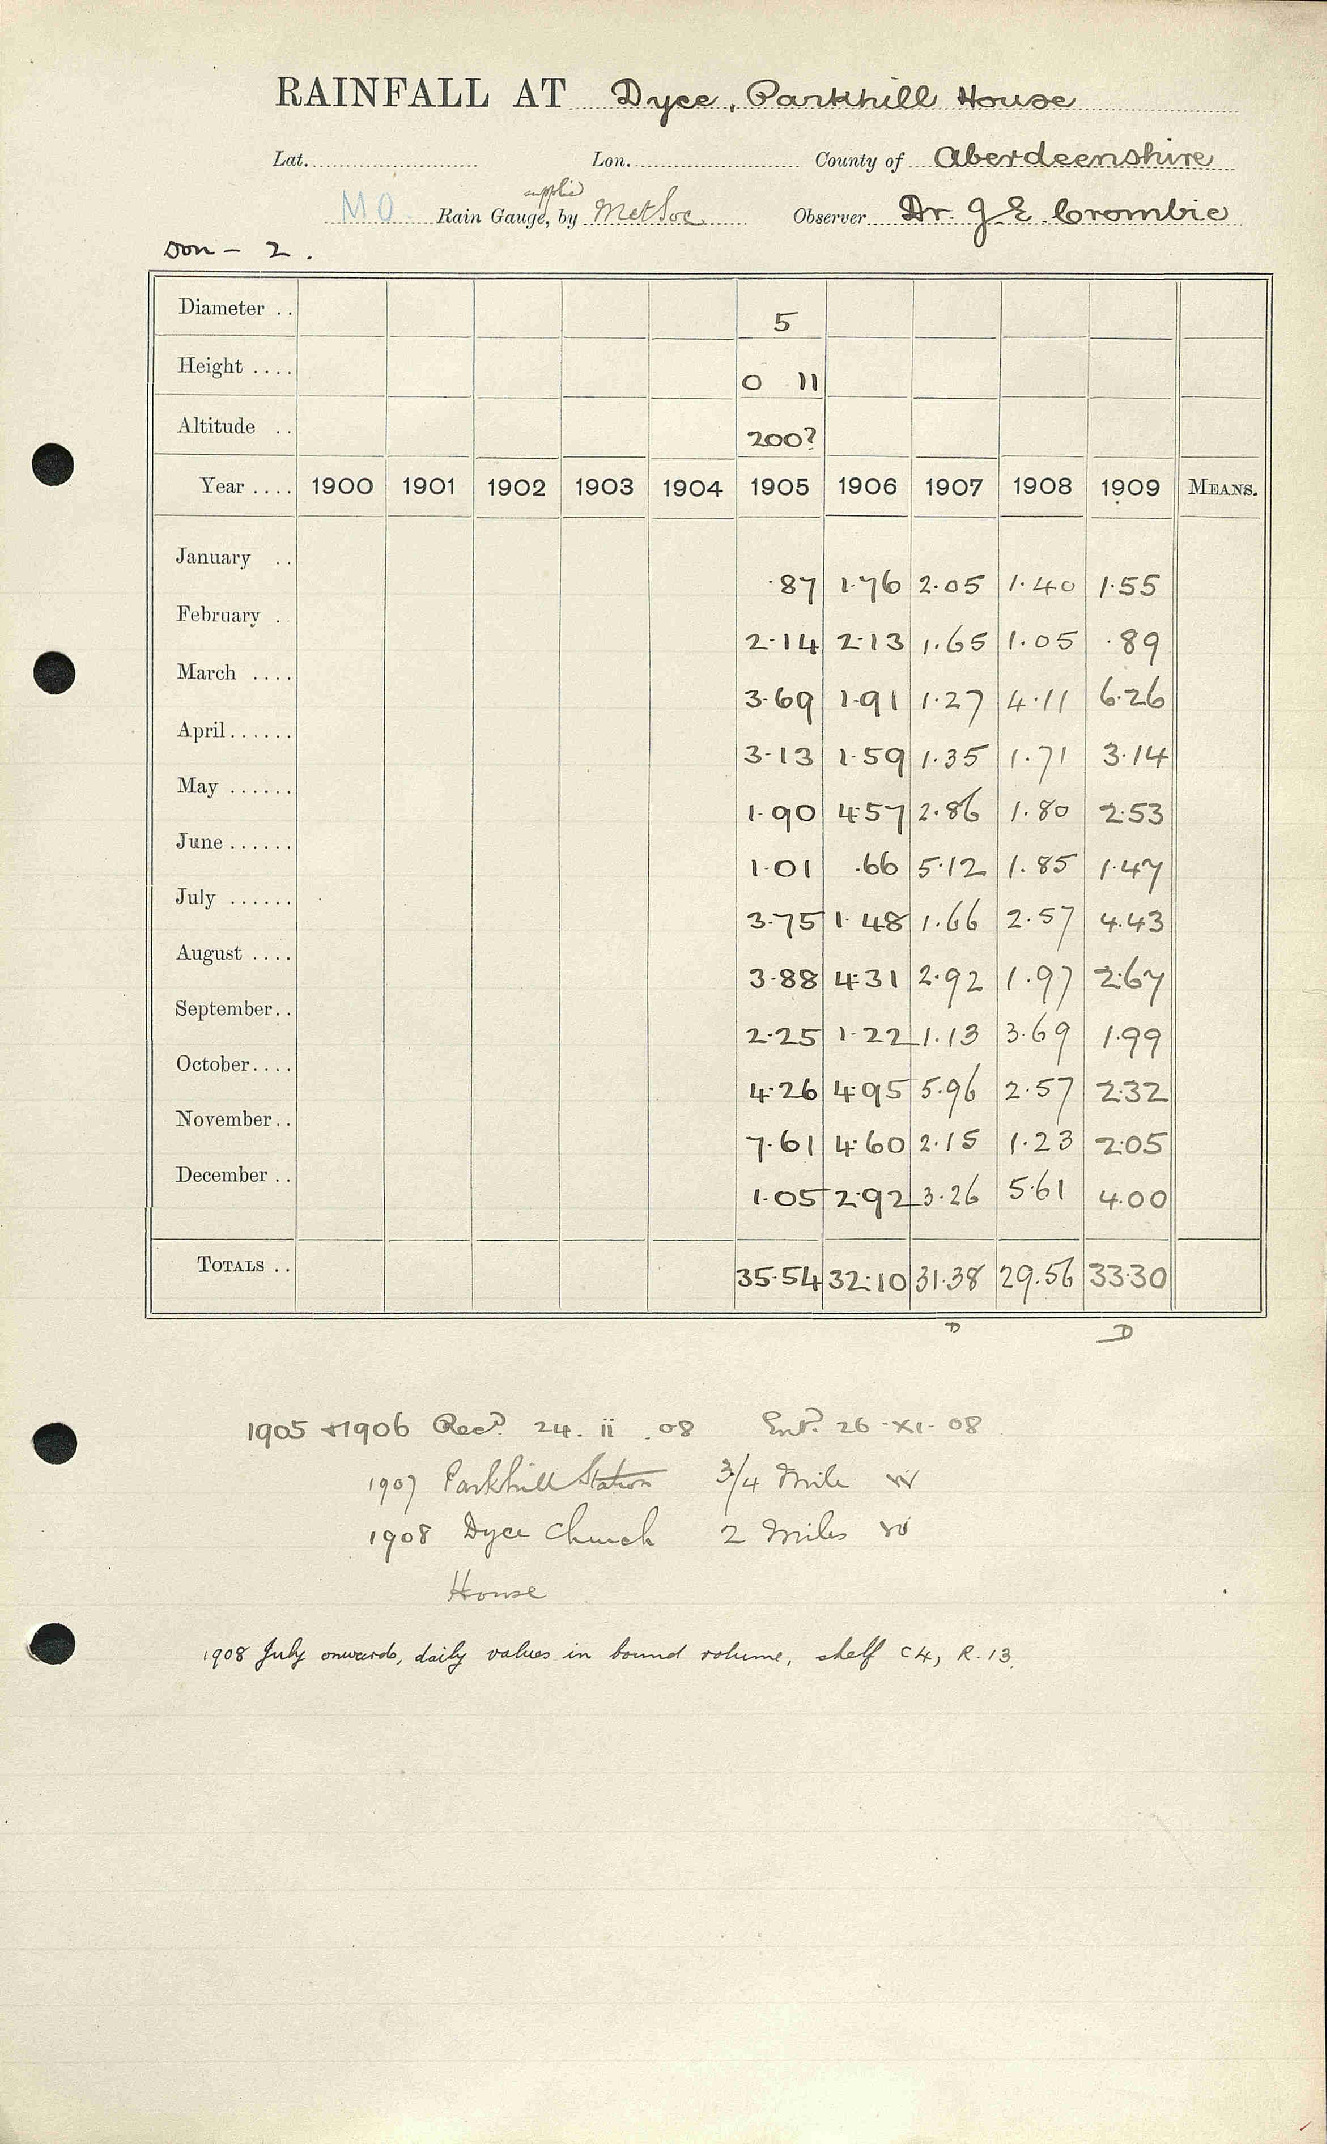 RAINFALL AT Dyce, Parkhill House
Lat. Lon. County of Aberdeenshire
M.O. Rain Gauge, supplied by Met Soc Observer Dr. J E Crombie
Don - 2.
Diameter .. 5
Height .... 0 11
Altitude .. 200?
Year .... 1900 1901 1902 1903 1904 1905 1906 1907 1908 1909 MEANS.
January .. ·87 1·76 2·05 1·40 1·55
February . 2·14 2·13 1·65 1·05 ·89
March .... 3·69 1·91 1·27 4·11 6·26
April...... 3·13 1·59 1·35 1·71 3·14
May ...... 1·90 4·57 2·86 1·80 2·53
June...... 1·01 ·66 5·12 1·85 1·47
July ...... 3·75 1·48 1·66 2·57 4·43
August .... 3·88 4·31 2·92 1·97 2·67
September.. 2·25 1·22 1·13 3·69 1·99
October.... 4·26 4·95 5·96 2·57 2·32
November.. 7·61 4·60 2·15 1·23 2·05
December .. 1·05 2·92 3·26 5·61 4·00
TOTALS .. 35·54 32·10 31·38 29·56 33·30
D D
1905 & 1906 Recd. 24. ii .08 Entd. 26-XI-08
1907 Parkhill Station 3/4 Mile W
1908 Dyce Church 2 Miles W
House
1908 July onwards, daily values in bound volume, shelf C4, R.13.